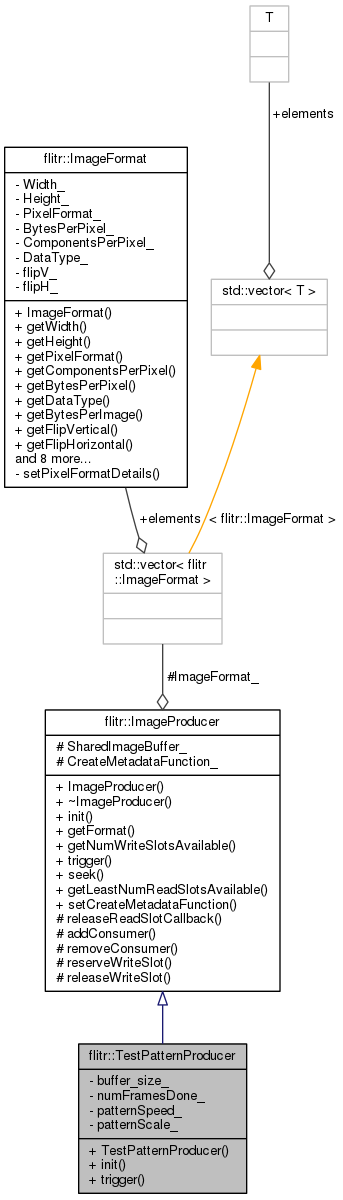 T
+elements
flitr::ImageFormat
- Width_
- Height_
- PixelFormat_
- BytesPerPixel_
- ComponentsPerPixel_
- DataType_
- flipV_
- flipH_
+ ImageFormat()
+ getWidth()
+ getHeight()
+ getPixelFormat()
+ getComponentsPerPixel()
+ getBytesPerPixel()
+ getDataType()
+ getBytesPerImage()
+ getFlipVertical()
+ getFlipHorizontal()
and 8 more...
- setPixelFormatDetails()
std::vector< T >
+elements
< flitr::ImageFormat >
std::vector< flitr
::ImageFormat >
#ImageFormat_
flitr::ImageProducer
# SharedImageBuffer_
# CreateMetadataFunction_
+ ImageProducer()
+ ~ImageProducer()
+ init()
+ getFormat()
+ getNumWriteSlotsAvailable()
+ trigger()
+ seek()
+ getLeastNumReadSlotsAvailable()
+ setCreateMetadataFunction()
# releaseReadSlotCallback()
# addConsumer()
# removeConsumer()
# reserveWriteSlot()
# releaseWriteSlot()
flitr::TestPatternProducer
- buffer_size_
- numFramesDone_
- patternSpeed_
- patternScale_
+ TestPatternProducer()
+ init()
+ trigger()